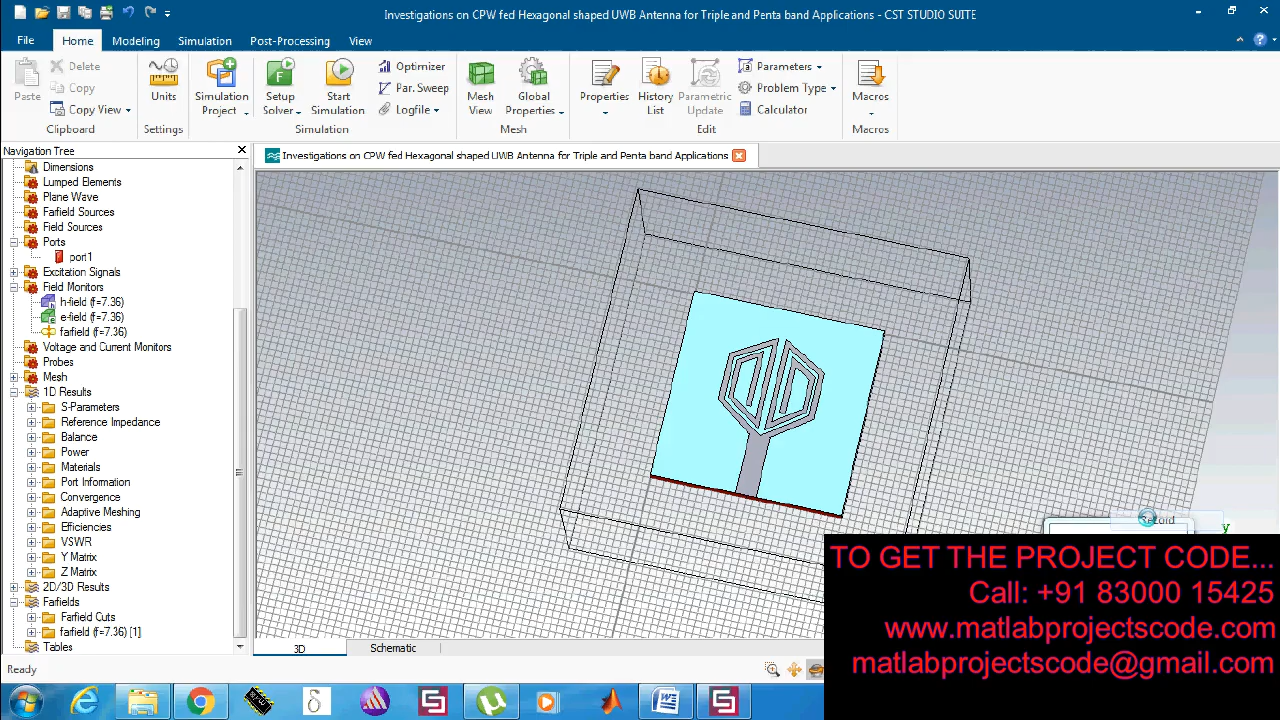 Investigations on CPW fed Hexagonal shaped UWB Antenna for Triple and Penta band Applications - CST STUDIO SUITE
File Home Modeling Simulation Post-Processing View
Paste
Delete
Copy
Copy View
Clipboard
Units
Settings
Simulation Project
Setup Solver
Start Simulation
Optimizer
Par. Sweep
Logfile
Simulation
Mesh View
Global Properties
Mesh
Properties
History List
Parametric Update
Parameters
Problem Type
Calculator
Edit
Macros
Macros
Navigation Tree
Investigations on CPW fed Hexagonal shaped UWB Antenna for Triple and Penta band Applications
Dimensions
Lumped Elements
Plane Wave
Farfield Sources
Field Sources
Ports
port1
Excitation Signals
Field Monitors
h-field (f=7.36)
e-field (f=7.36)
farfield (f=7.36)
Voltage and Current Monitors
Probes
Mesh
1D Results
S-Parameters
Reference Impedance
Balance
Power
Materials
Port Information
Convergence
Adaptive Meshing
Efficiencies
VSWR
Y Matrix
Z Matrix
2D/3D Results
Farfields
Farfield Cuts
farfield (f=7.36) [1]
Tables
y
3D Schematic
Ready
TO GET THE PROJECT CODE...
Call: +91 83000 15425
www.matlabprojectscode.com
matlabprojectscode@gmail.com